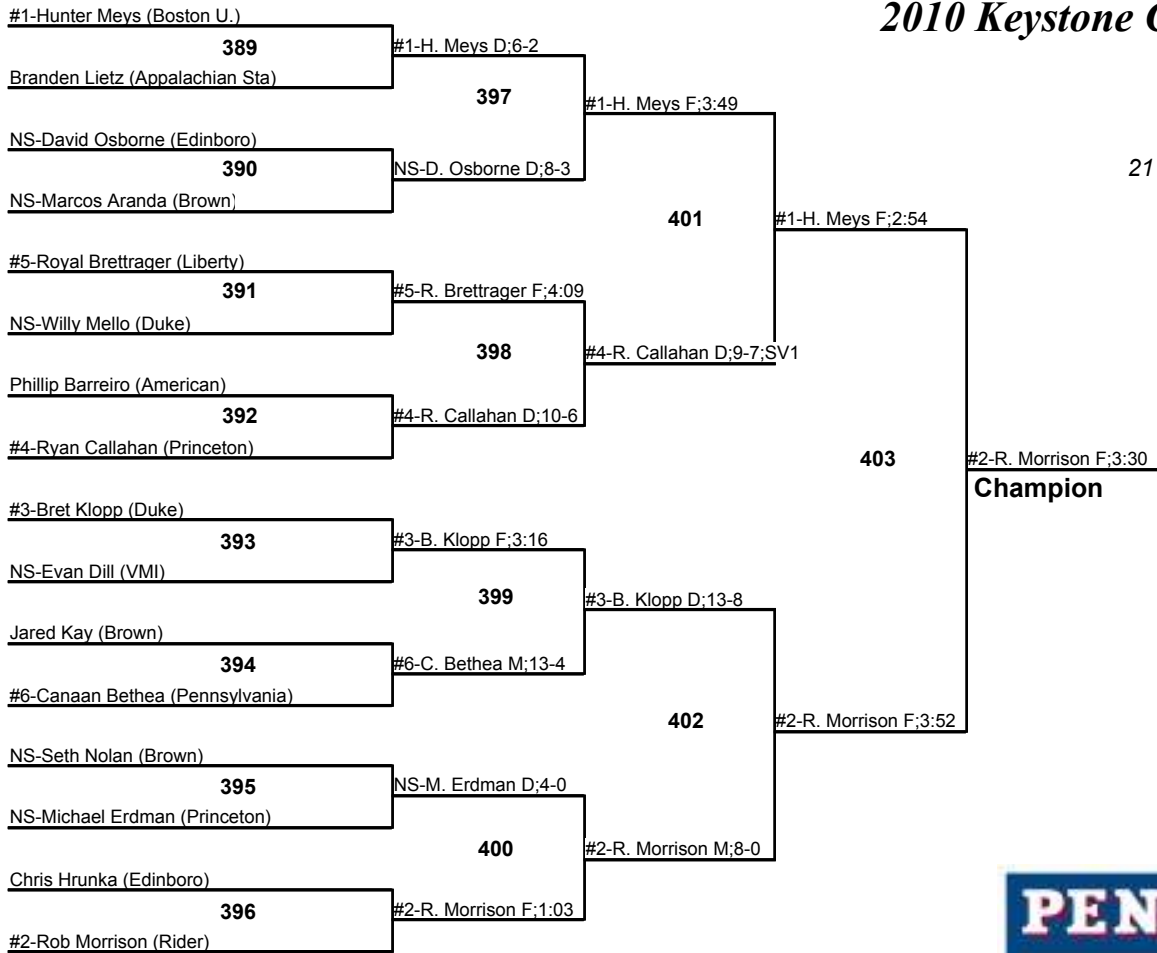 2010 Keystone C
21
#1-Hunter Meys (Boston U.)
389
Branden Lietz (Appalachian Sta)
#1-H. Meys D;6-2
397
NS-David Osborne (Edinboro)
390
NS-Marcos Aranda (Brown)
NS-D. Osborne D;8-3
#1-H. Meys F;3:49
401
#5-Royal Brettrager (Liberty)
391
NS-Willy Mello (Duke)
#5-R. Brettrager F;4:09
398
Phillip Barreiro (American)
392
#4-Ryan Callahan (Princeton)
#4-R. Callahan D;10-6
#4-R. Callahan D;9-7;SV1
#1-H. Meys F;2:54
403
#3-Bret Klopp (Duke)
393
NS-Evan Dill (VMI)
#3-B. Klopp F;3:16
399
Jared Kay (Brown)
394
#6-Canaan Bethea (Pennsylvania)
#6-C. Bethea M;13-4
#3-B. Klopp D;13-8
402
NS-Seth Nolan (Brown)
395
NS-Michael Erdman (Princeton)
NS-M. Erdman D;4-0
400
Chris Hrunka (Edinboro)
396
#2-Rob Morrison (Rider)
#2-R. Morrison F;1:03
#2-R. Morrison M;8-0
#2-R. Morrison F;3:52
#2-R. Morrison F;3:30
Champion
PEN